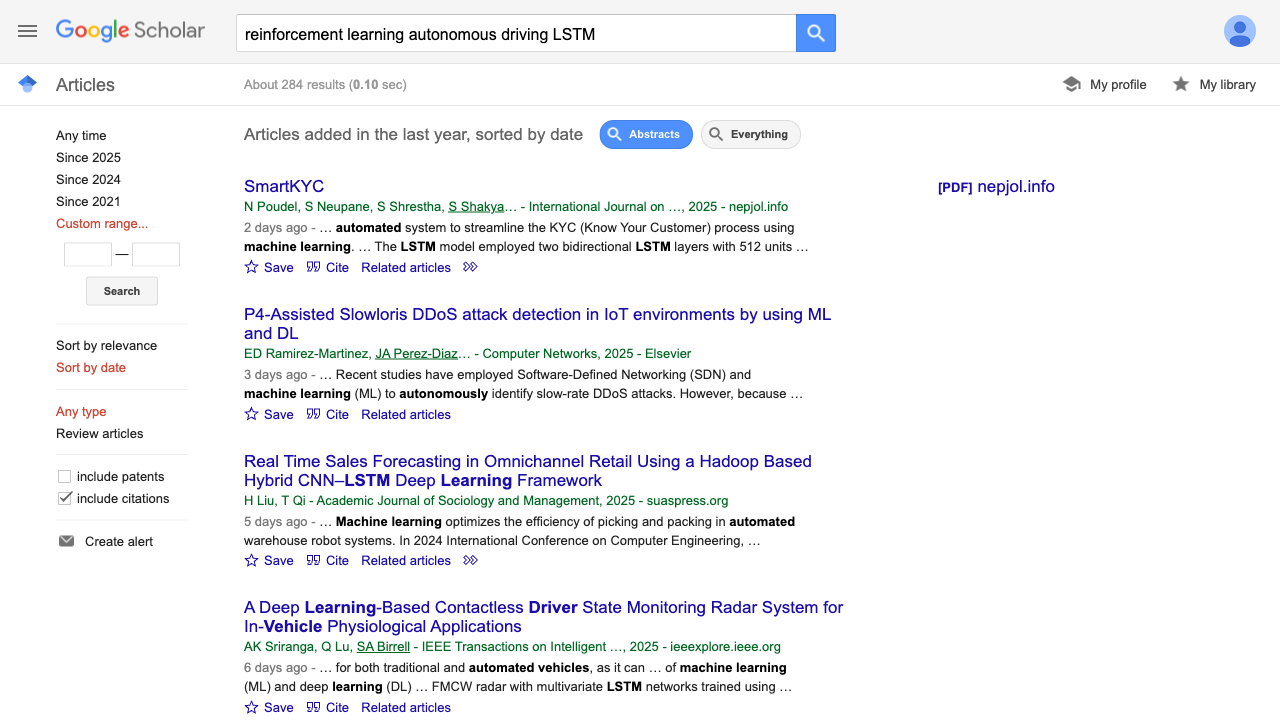 Google Scholar
reinforcement learning autonomous driving LSTM
Articles
About 284 results (0.10 sec)
My profile
My library
Any time
Since 2025
Since 2024
Since 2021
Custom range...
—
Search
Sort by relevance
Sort by date
Any type
Review articles
include patents
include citations
Create alert
Articles added in the last year, sorted by date
Abstracts
Everything
SmartKYC
N Poudel, S Neupane, S Shrestha, S Shakya… - International Journal on …, 2025 - nepjol.info
2 days ago - … automated system to streamline the KYC (Know Your Customer) process using
machine learning. … The LSTM model employed two bidirectional LSTM layers with 512 units …
Save Cite Related articles
[PDF] nepjol.info
P4-Assisted Slowloris DDoS attack detection in IoT environments by using ML
and DL
ED Ramirez-Martinez, JA Perez-Diaz… - Computer Networks, 2025 - Elsevier
3 days ago - … Recent studies have employed Software-Defined Networking (SDN) and
machine learning (ML) to autonomously identify slow-rate DDoS attacks. However, because …
Save Cite Related articles
Real Time Sales Forecasting in Omnichannel Retail Using a Hadoop Based
Hybrid CNN–LSTM Deep Learning Framework
H Liu, T Qi - Academic Journal of Sociology and Management, 2025 - suaspress.org
5 days ago - … Machine learning optimizes the efficiency of picking and packing in automated
warehouse robot systems. In 2024 International Conference on Computer Engineering, …
Save Cite Related articles
A Deep Learning-Based Contactless Driver State Monitoring Radar System for
In-Vehicle Physiological Applications
AK Sriranga, Q Lu, SA Birrell - IEEE Transactions on Intelligent …, 2025 - ieeexplore.ieee.org
6 days ago - … for both traditional and automated vehicles, as it can … of machine learning
(ML) and deep learning (DL) … FMCW radar with multivariate LSTM networks trained using …
Save Cite Related articles